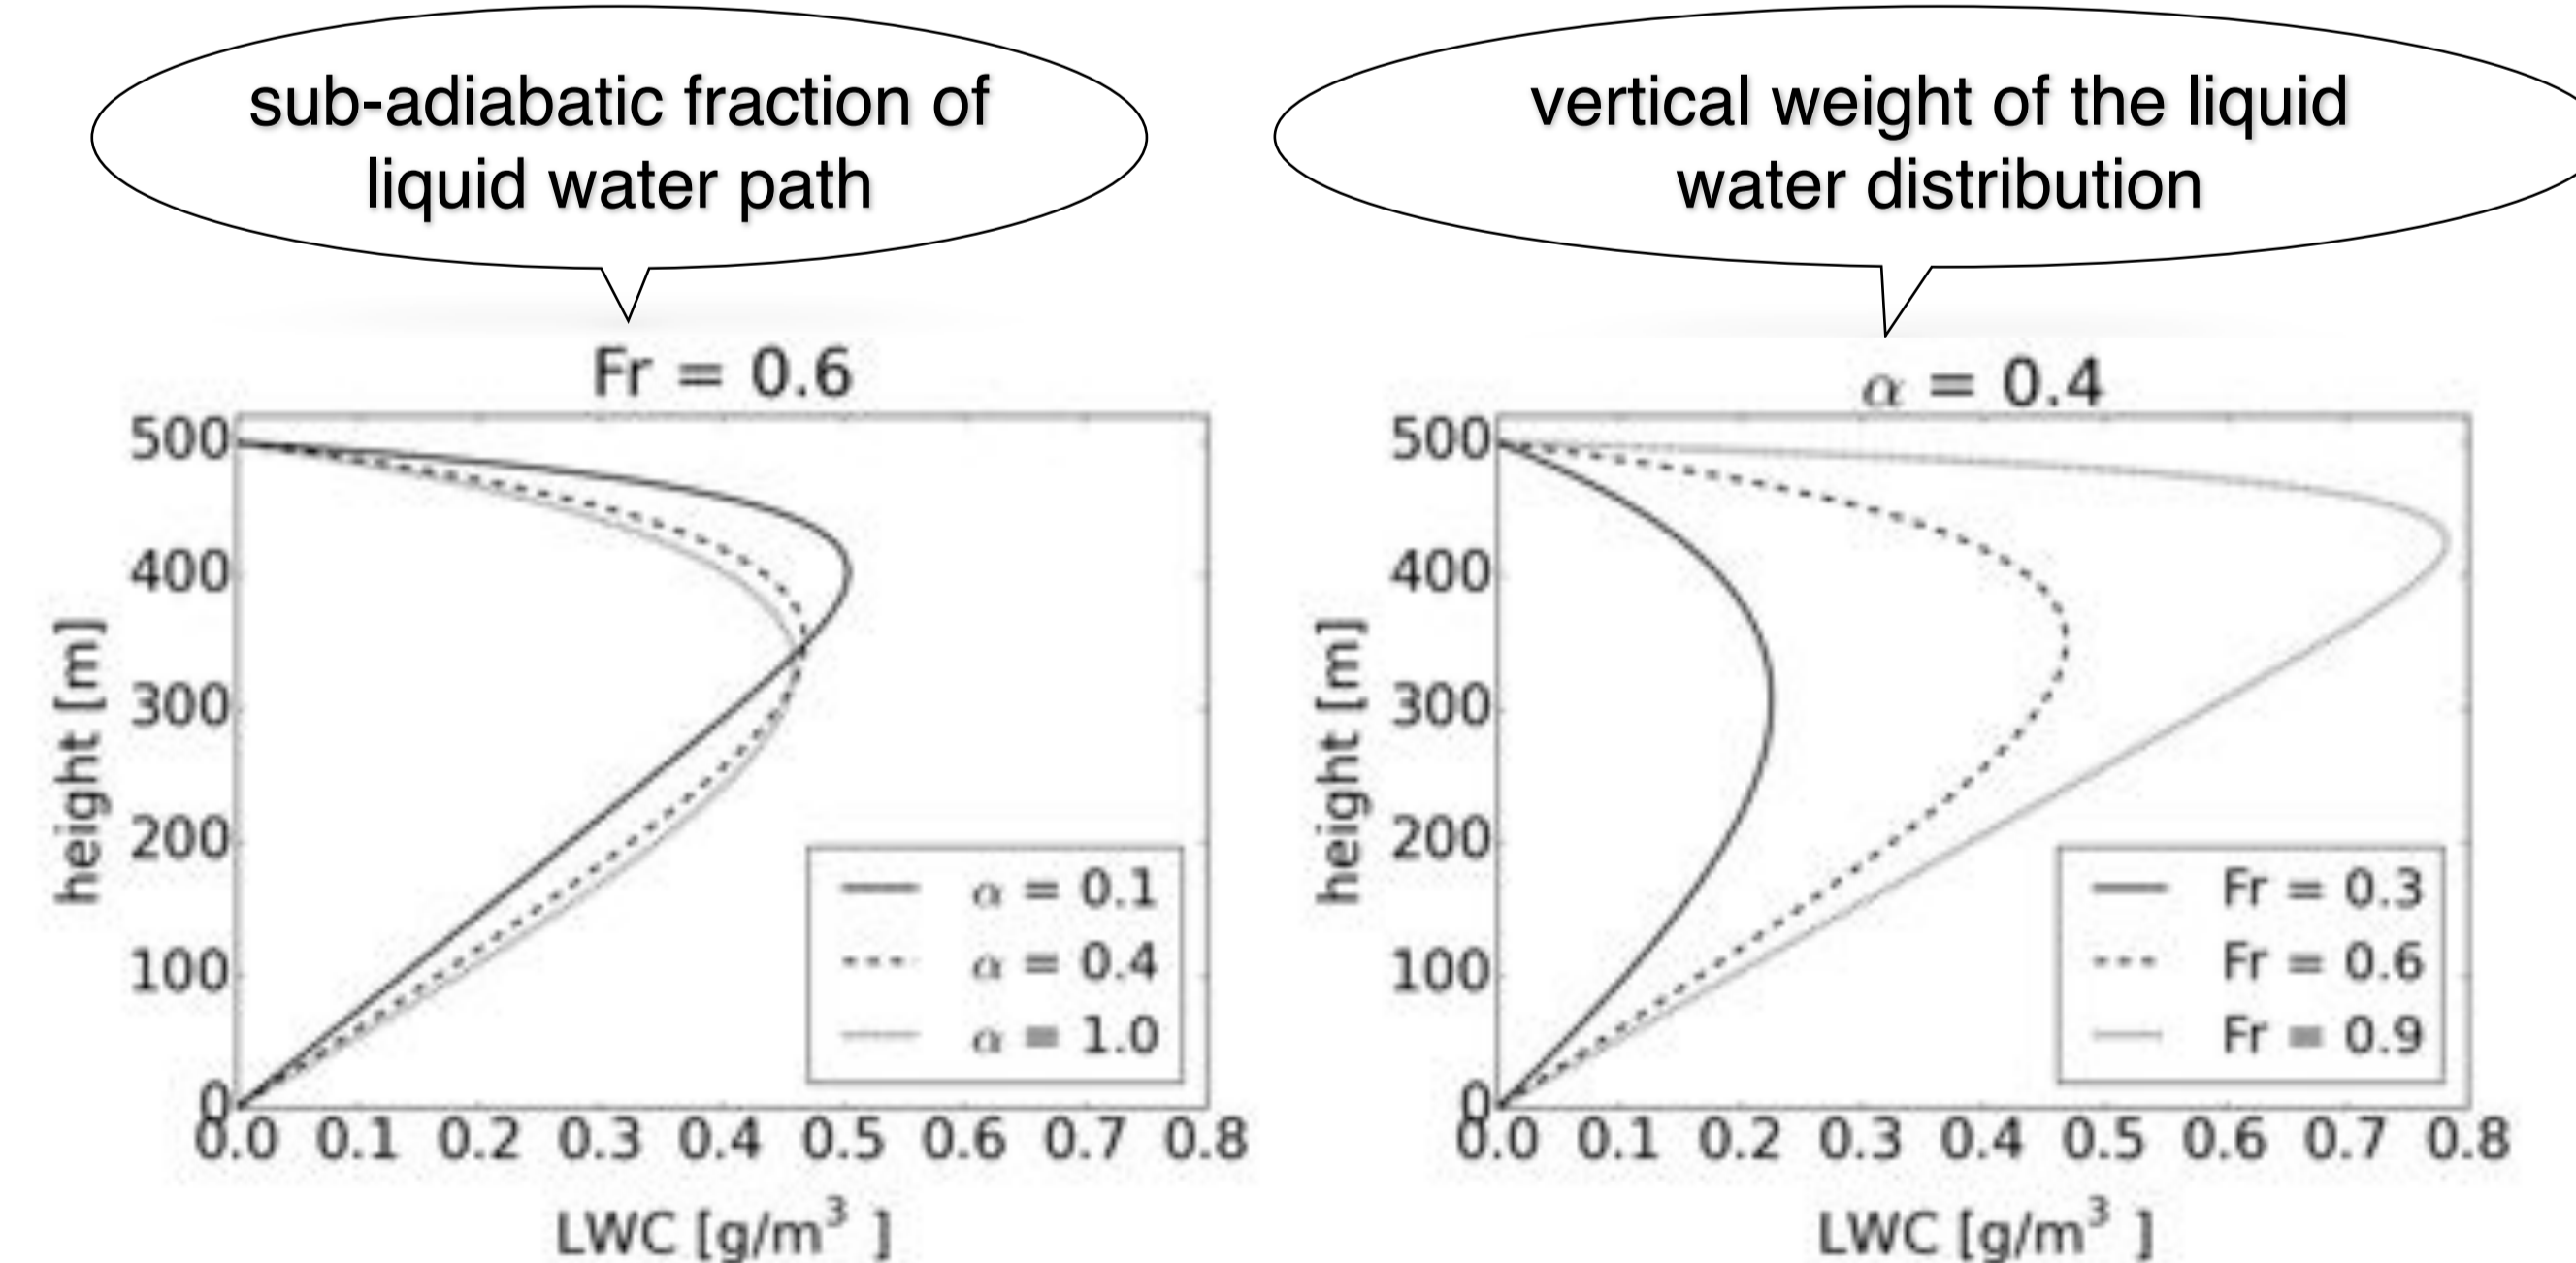 sub-adiabatic fraction of
liquid water path
vertical weight of the liquid
water distribution
Fr = 0.6
500
400
300
200
100
0
height [m]
α = 0.1
α = 0.4
α = 1.0
0.0 0.1 0.2 0.3 0.4 0.5 0.6 0.7 0.8
LWC [g/m³ ]
α = 0.4
500
400
300
200
100
0
height [m]
Fr = 0.3
Fr = 0.6
Fr = 0.9
0.0 0.1 0.2 0.3 0.4 0.5 0.6 0.7 0.8
LWC [g/m³ ]